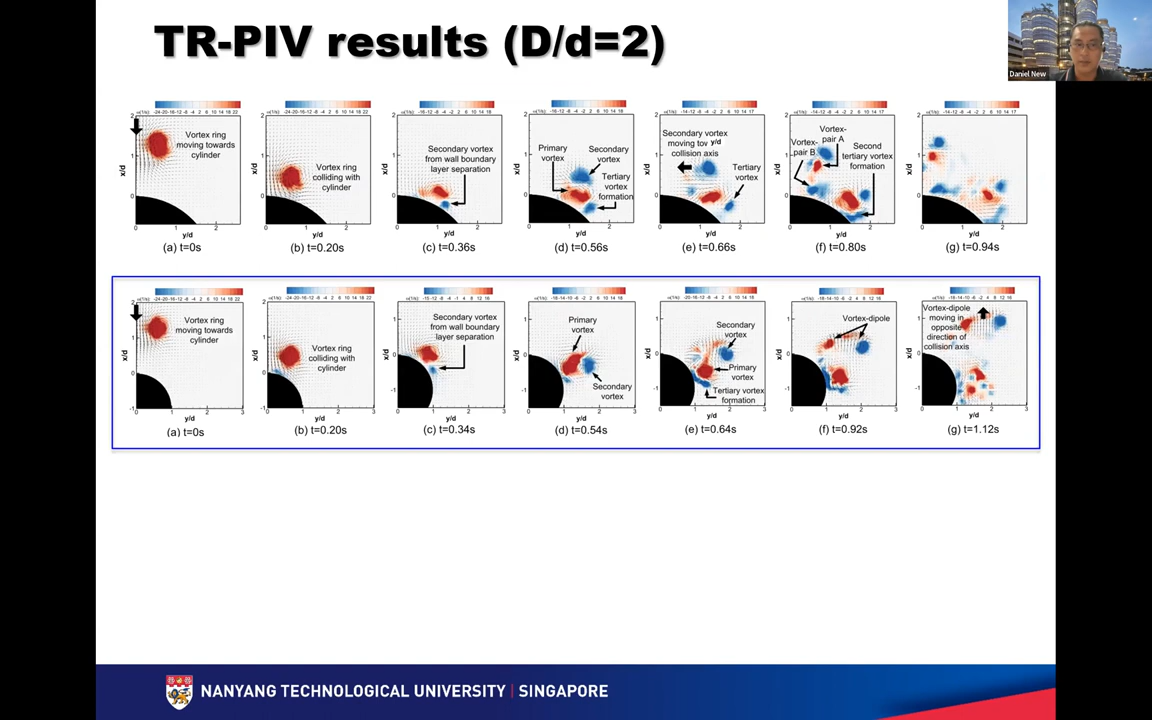 TR-PIV results (D/d=2)
Daniel New
Vortex ring
moving towards
cylinder
Vortex ring
colliding with
cylinder
Secondary vortex
from wall boundary
layer separation
Primary
vortex
Secondary
vortex
Tertiary
vortex
formation
Secondary vortex
moving tov y/d
collision axis
Tertiary
vortex
Vortex-
pair A
Vortex-
pair B
Second
tertiary vortex
formation
x/d
y/d
(a) t=0s
(b) t=0.20s
(c) t=0.36s
(d) t=0.56s
(e) t=0.66s
(f) t=0.80s
(g) t=0.94s
Vortex ring
moving towards
cylinder
Vortex ring
colliding with
cylinder
Secondary vortex
from wall boundary
layer separation
Primary
vortex
Secondary
vortex
Secondary
vortex
Primary
vortex
Tertiary vortex
formation
Vortex-dipole
Vortex-dipole
moving in
opposite
direction of
collision axis
x/d
y/d
(a) t=0s
(b) t=0.20s
(c) t=0.34s
(d) t=0.54s
(e) t=0.64s
(f) t=0.92s
(g) t=1.12s
NANYANG TECHNOLOGICAL UNIVERSITY | SINGAPORE